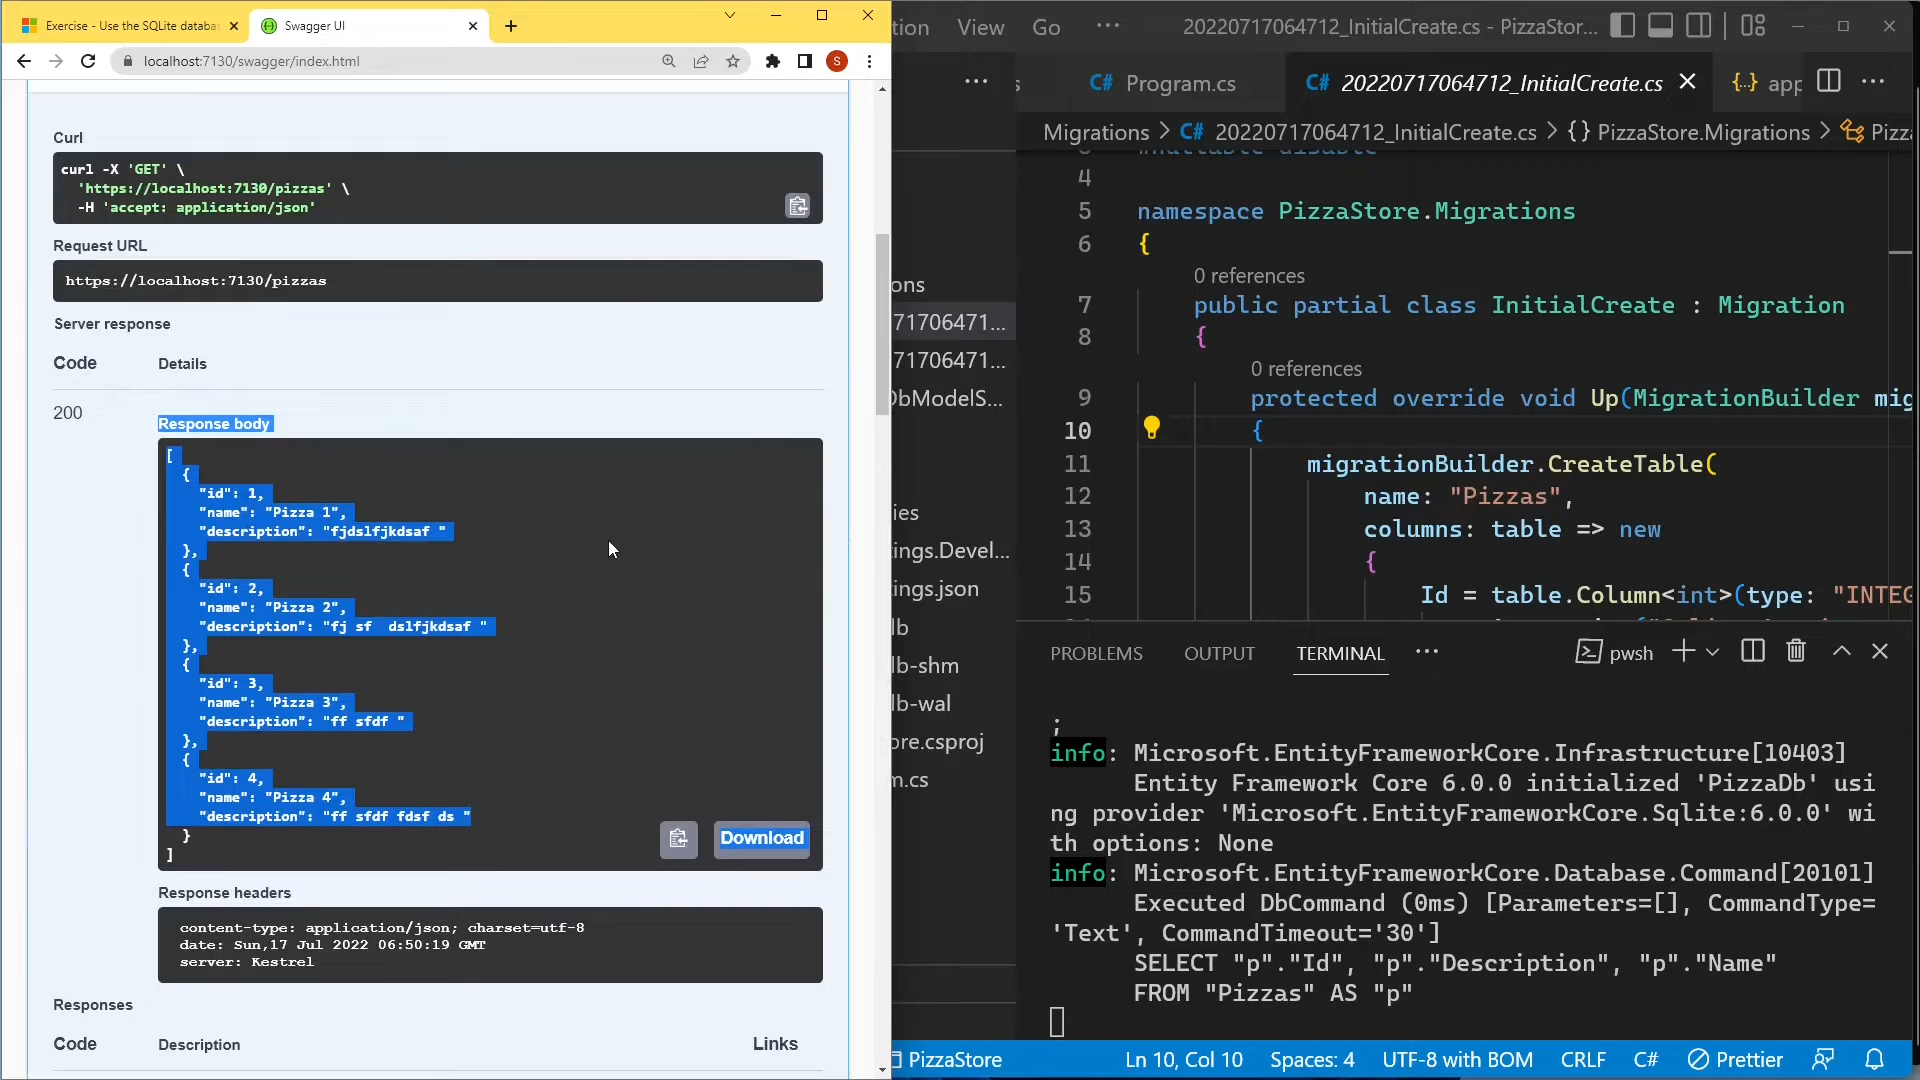 Exercise - Use the SQLite databa
Swagger UI
localhost:7130/swagger/index.html
S
Curl
curl -X 'GET' \
'https://localhost:7130/pizzas' \
-H 'accept: application/json'
Request URL
https://localhost:7130/pizzas
Server response
Code Details
200
Response body
[
{
"id": 1,
"name": "Pizza 1",
"description": "fjdslfjkdsaf "
},
{
"id": 2,
"name": "Pizza 2",
"description": "fj sf  dslfjkdsaf "
},
{
"id": 3,
"name": "Pizza 3",
"description": "ff sfdf "
},
{
"id": 4,
"name": "Pizza 4",
"description": "ff sfdf fdsf ds "
}
]
Download
Response headers
content-type: application/json; charset=utf-8
date: Sun,17 Jul 2022 06:50:19 GMT
server: Kestrel
Responses
Code Description Links
tion View Go ··· 20220717064712_InitialCreate.cs - PizzaStor...
··· s C# Program.cs C# 20220717064712_InitialCreate.cs {..} app ···
Migrations > C# 20220717064712_InitialCreate.cs > {} PizzaStore.Migrations > Pizza
ons
71706471...
71706471...
DbModelS...
ies
ings.Devel...
ings.json
lb
lb-shm
lb-wal
ore.csproj
m.cs
#nullable disable
4
5 namespace PizzaStore.Migrations
6 {
0 references
7 public partial class InitialCreate : Migration
8 {
0 references
9 protected override void Up(MigrationBuilder mig
10 {
11 migrationBuilder.CreateTable(
12 name: "Pizzas",
13 columns: table => new
14 {
15 Id = table.Column<int>(type: "INTEG
PROBLEMS OUTPUT TERMINAL ··· pwsh
;
info: Microsoft.EntityFrameworkCore.Infrastructure[10403]
Entity Framework Core 6.0.0 initialized 'PizzaDb' usi
ng provider 'Microsoft.EntityFrameworkCore.Sqlite:6.0.0' wi
th options: None
info: Microsoft.EntityFrameworkCore.Database.Command[20101]
Executed DbCommand (0ms) [Parameters=[], CommandType=
'Text', CommandTimeout='30']
SELECT "p"."Id", "p"."Description", "p"."Name"
FROM "Pizzas" AS "p"
PizzaStore Ln 10, Col 10 Spaces: 4 UTF-8 with BOM CRLF C# Prettier